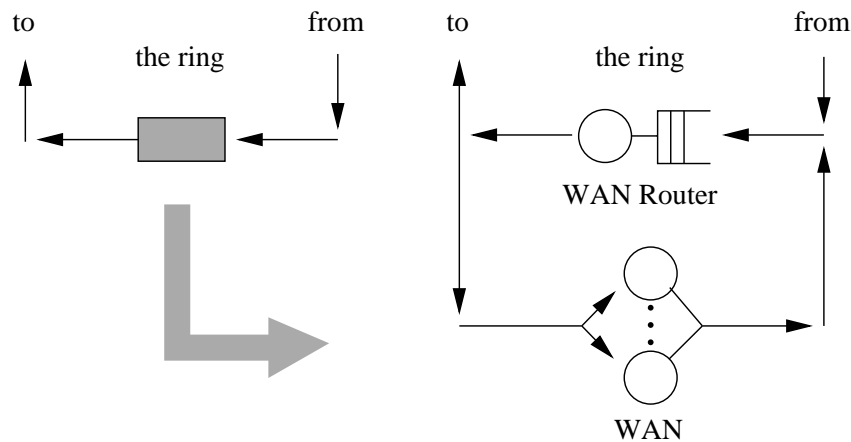 to
from
the ring
to
from
the ring
WAN Router
WAN